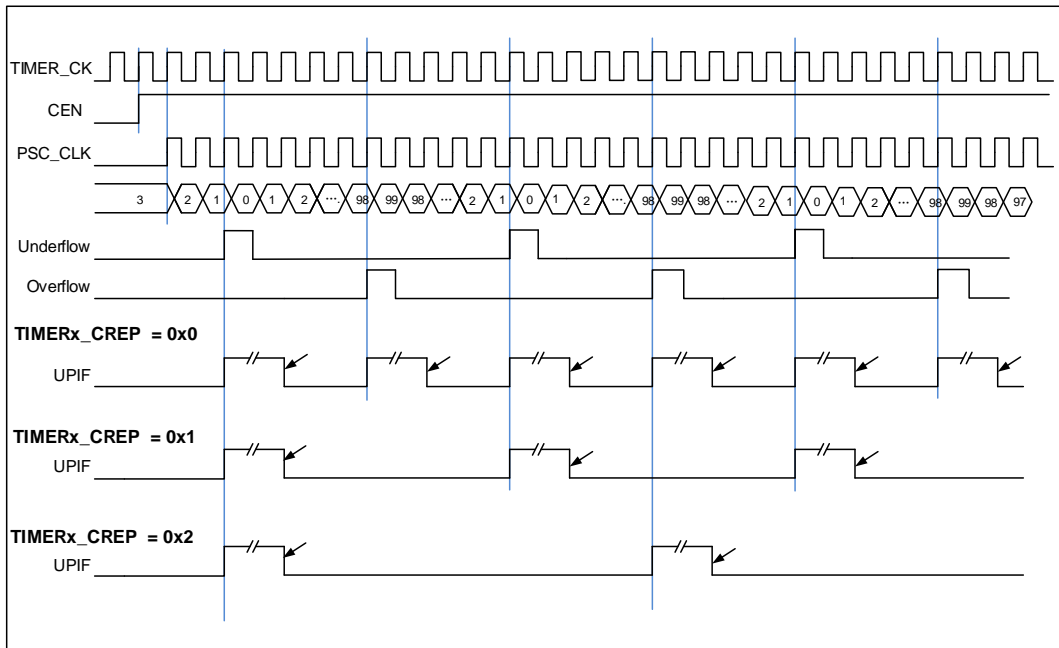 TIMER_CK
CEN
PSC_CLK
3 2 1 0 1 2 .... 98 99 98 ... 2 1 0 1 2 .... 98 99 98 ... 2 1 0 1 2 ... 98 99 98 97
Underflow
Overflow
TIMERx_CREP = 0x0
UPIF
TIMERx_CREP = 0x1
UPIF
TIMERx_CREP = 0x2
UPIF